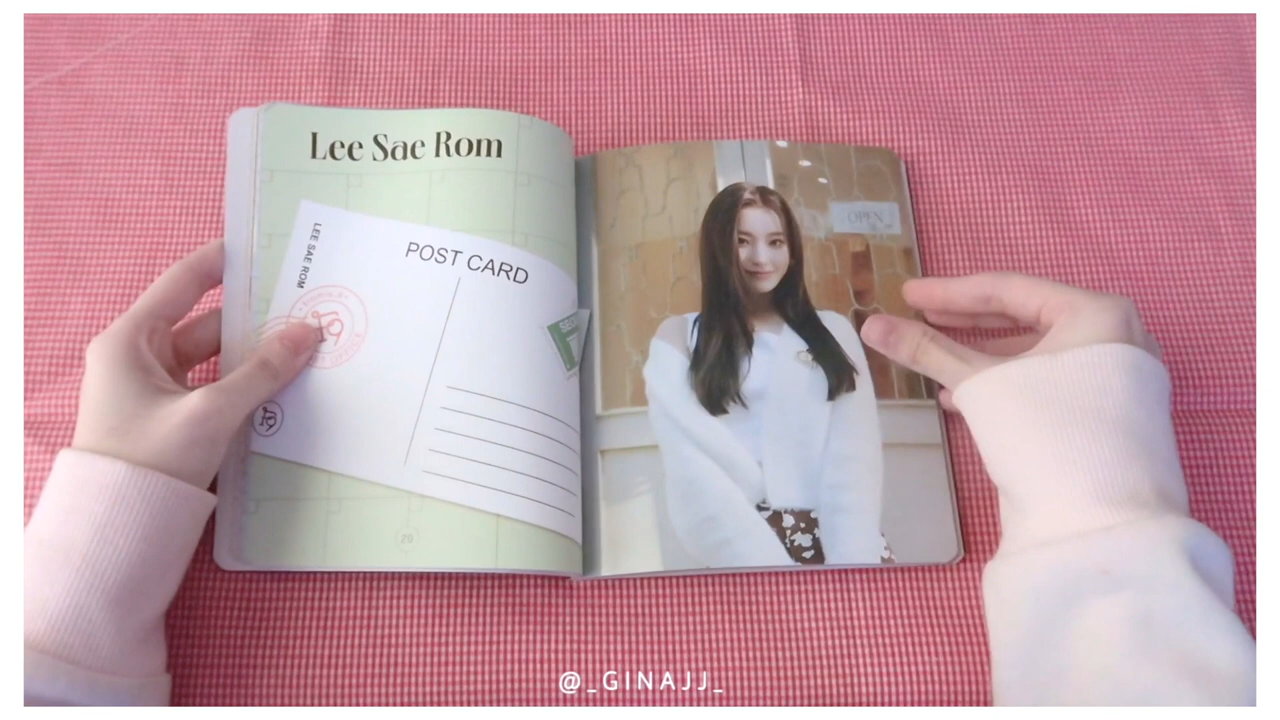 Lee Sae Rom
LEE SAE ROM
POST CARD
OPEN
20
@_GINAJJ_